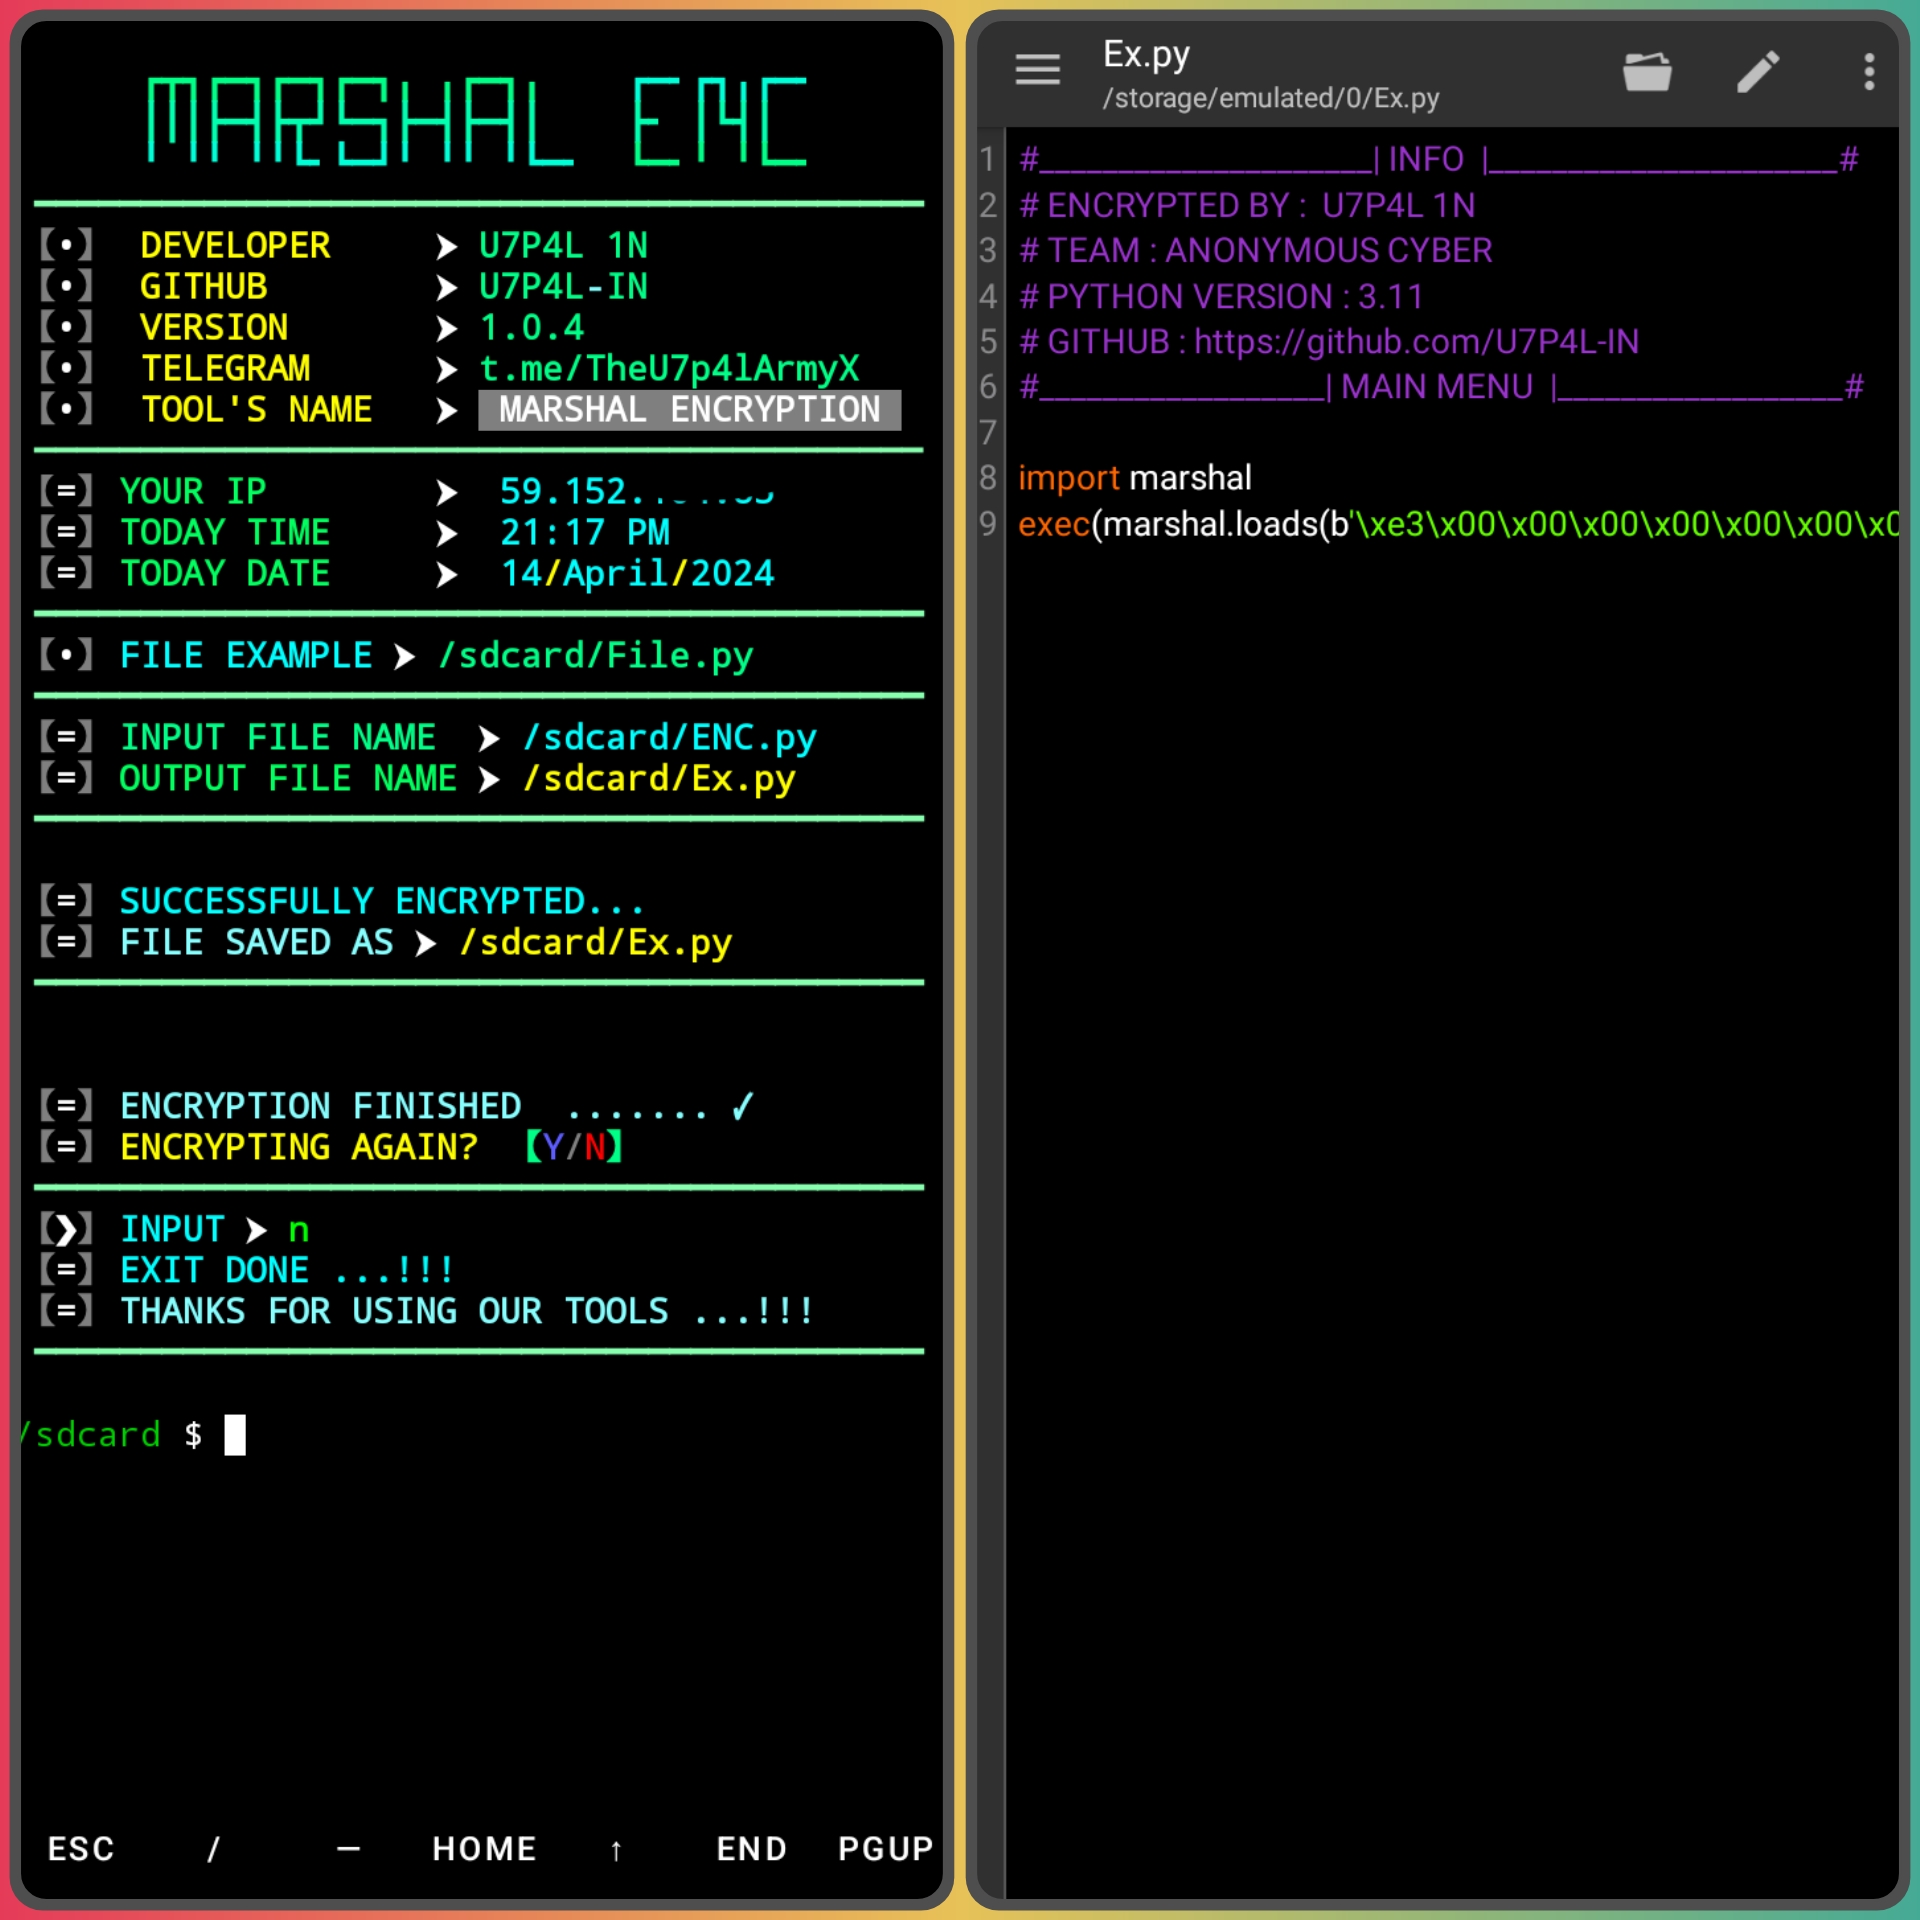 MARSHAL ENC
[•] DEVELOPER ➤ U7P4L 1N
[•] GITHUB ➤ U7P4L-IN
[•] VERSION ➤ 1.0.4
[•] TELEGRAM ➤ t.me/TheU7p4lArmyX
[•] TOOL'S NAME ➤ MARSHAL ENCRYPTION
[=] YOUR IP ➤ 59.152.
[=] TODAY TIME ➤ 21:17 PM
[=] TODAY DATE ➤ 14/April/2024
[•] FILE EXAMPLE ➤ /sdcard/File.py
[=] INPUT FILE NAME ➤ /sdcard/ENC.py
[=] OUTPUT FILE NAME ➤ /sdcard/Ex.py
[=] SUCCESSFULLY ENCRYPTED...
[=] FILE SAVED AS ➤ /sdcard/Ex.py
[=] ENCRYPTION FINISHED ....... ✓
[=] ENCRYPTING AGAIN? 【Y/N】
[❯] INPUT ➤ n
[=] EXIT DONE ...!!!
[=] THANKS FOR USING OUR TOOLS ...!!!
/sdcard $
ESC / — HOME ↑ END PGUP
Ex.py
/storage/emulated/0/Ex.py
1 #____________________| INFO |____________________#
2 # ENCRYPTED BY : U7P4L 1N
3 # TEAM : ANONYMOUS CYBER
4 # PYTHON VERSION : 3.11
5 # GITHUB : https://github.com/U7P4L-IN
6 #_________________| MAIN MENU |_________________#
7
8 import marshal
9 exec(marshal.loads(b'\xe3\x00\x00\x00\x00\x00\x00\x0